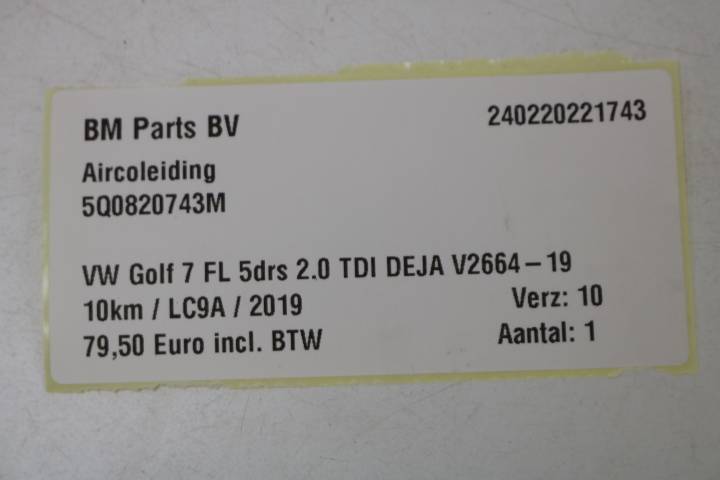 BM Parts BV 240220221743
Aircoleiding
5Q0820743M
VW Golf 7 FL 5drs 2.0 TDI DEJA V2664-19
10km / LC9A / 2019 Verz: 10
79,50 Euro incl. BTW Aantal: 1